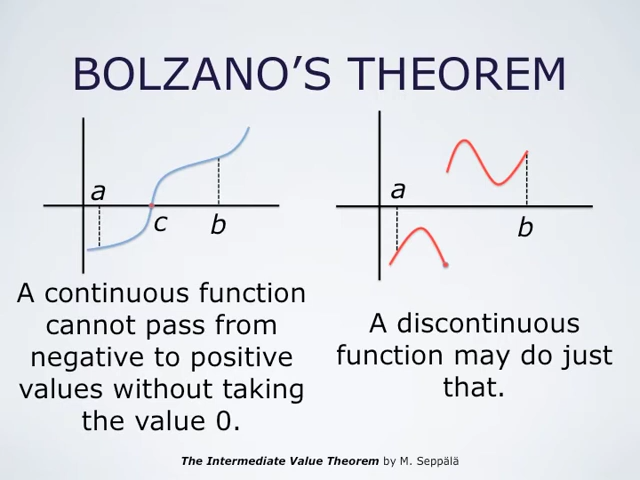 BOLZANO’S THEOREM
a
c
b
a
b
A continuous function
cannot pass from
negative to positive
values without taking
the value 0.
A discontinuous
function may do just
that.
The Intermediate Value Theorem by M. Seppälä